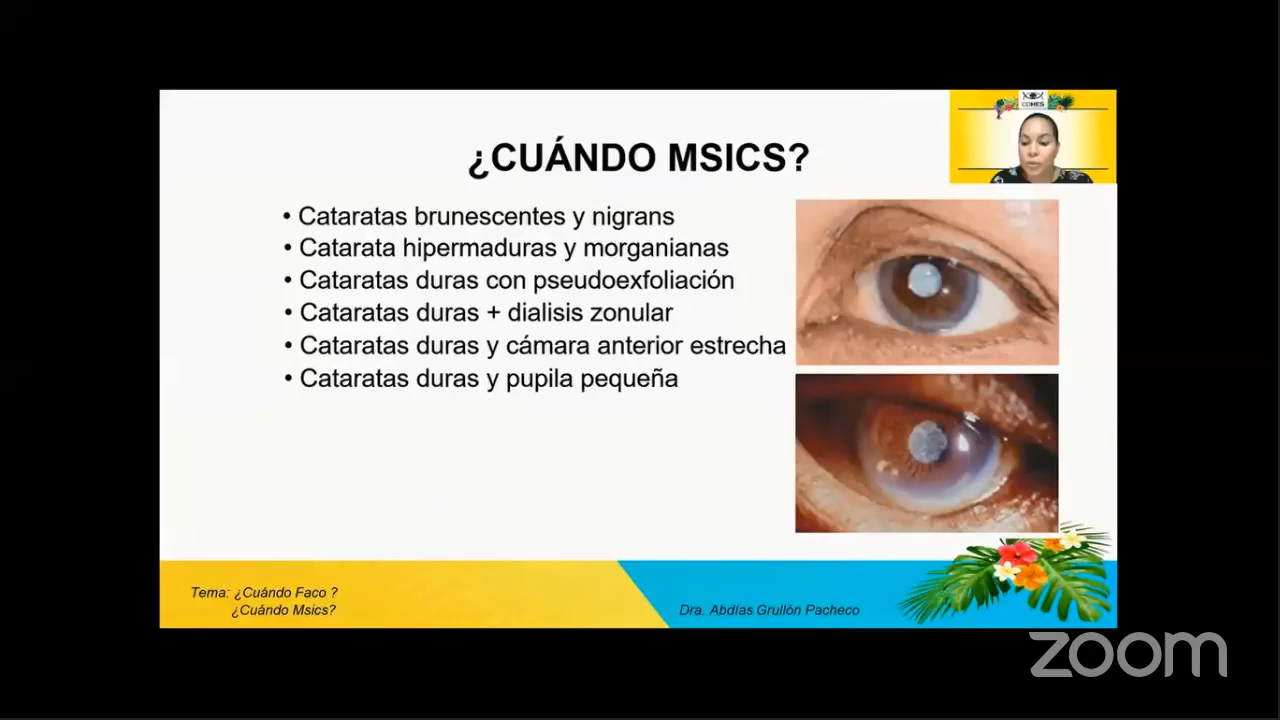 COHES
¿CUÁNDO MSICS?
• Cataratas brunescentes y nigrans
• Catarata hipermaduras y morganianas
• Cataratas duras con pseudoexfoliación
• Cataratas duras + dialisis zonular
• Cataratas duras y cámara anterior estrecha
• Cataratas duras y pupila pequeña
Tema: ¿Cuándo Faco ?
¿Cuándo Msics?
Dra. Abdías Grullón Pacheco
zoom